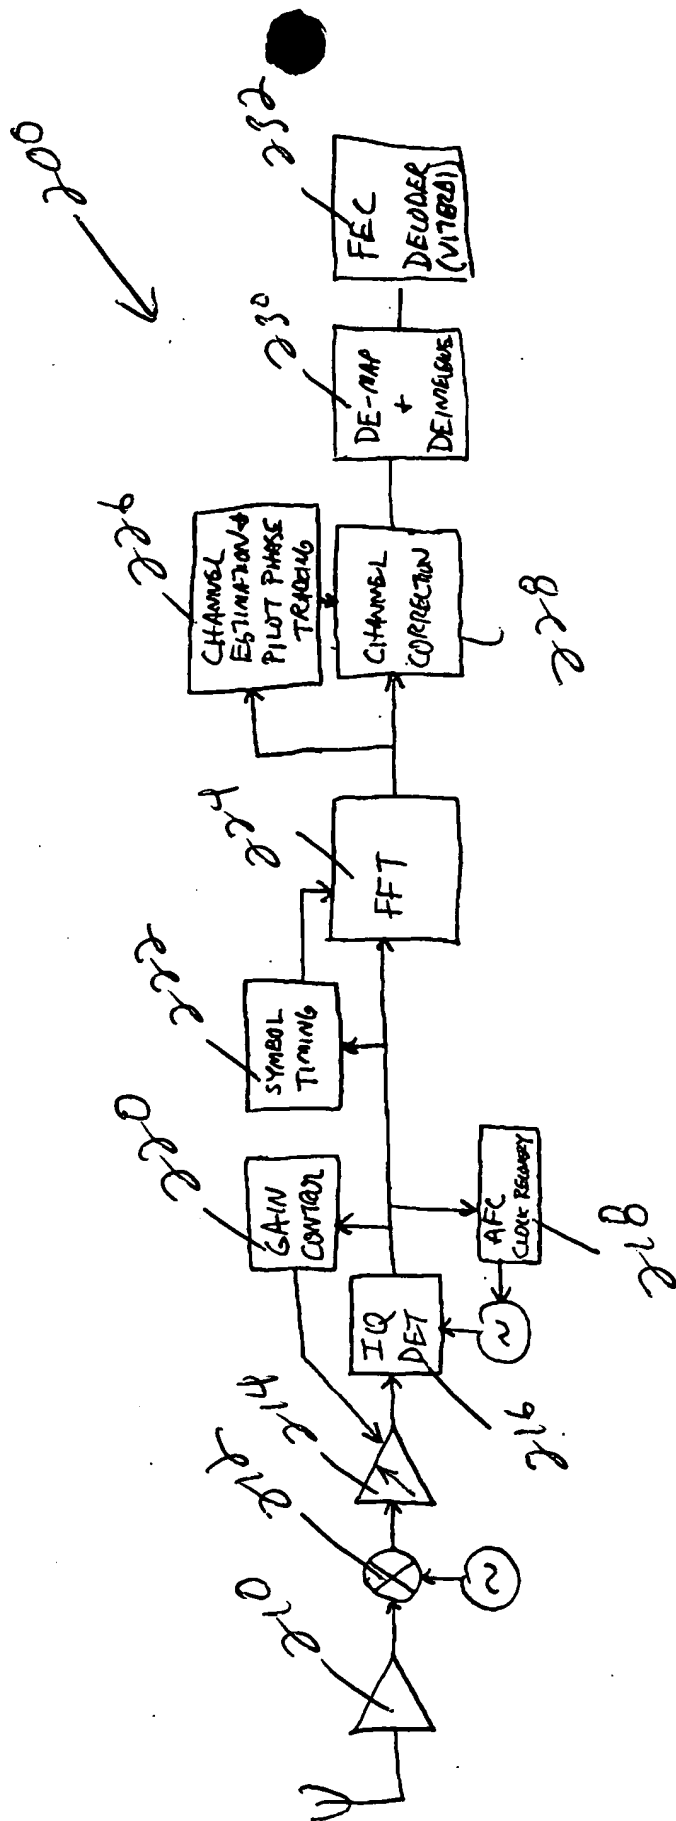 200
210
212
214
IQ
DET
216
GAIN
CONTROL
220
AFC
CLOCK RECOVERY
218
SYMBOL
TIMING
222
FFT
224
CHANNEL
ESTIMATION &
PILOT PHASE
TRACKING
226
CHANNEL
CORRECTION
228
DE-MAP
+
230
FEC
DECODER
(VITERBI)
232